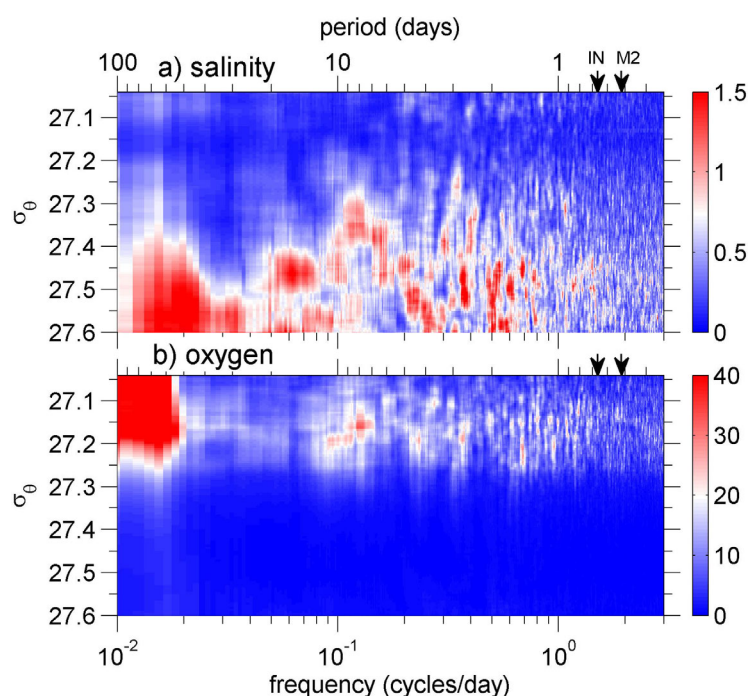 period (days)
100 10 1 IN M2
a) salinity
σθ
27.1
27.2
27.3
27.4
27.5
27.6
1.5
1
0.5
0
b) oxygen
σθ
27.1
27.2
27.3
27.4
27.5
27.6
40
30
20
10
0
10-2 10-1 100
frequency (cycles/day)